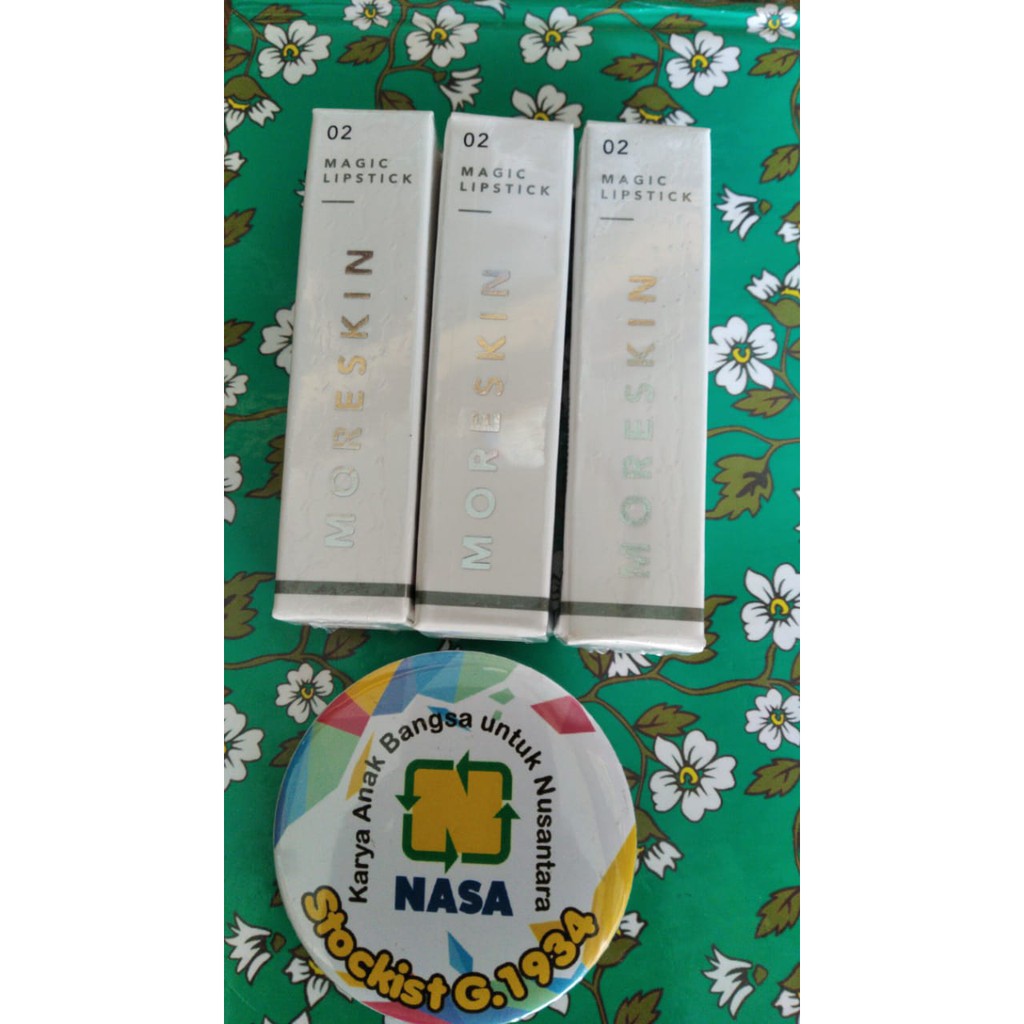 02
MAGIC
LIPSTICK
MORESKIN
02
MAGIC
LIPSTICK
MORESKIN
02
MAGIC
LIPSTICK
MORESKIN
Karya Anak Bangsa untuk Nusantara
N
NASA
Stockist G.1934